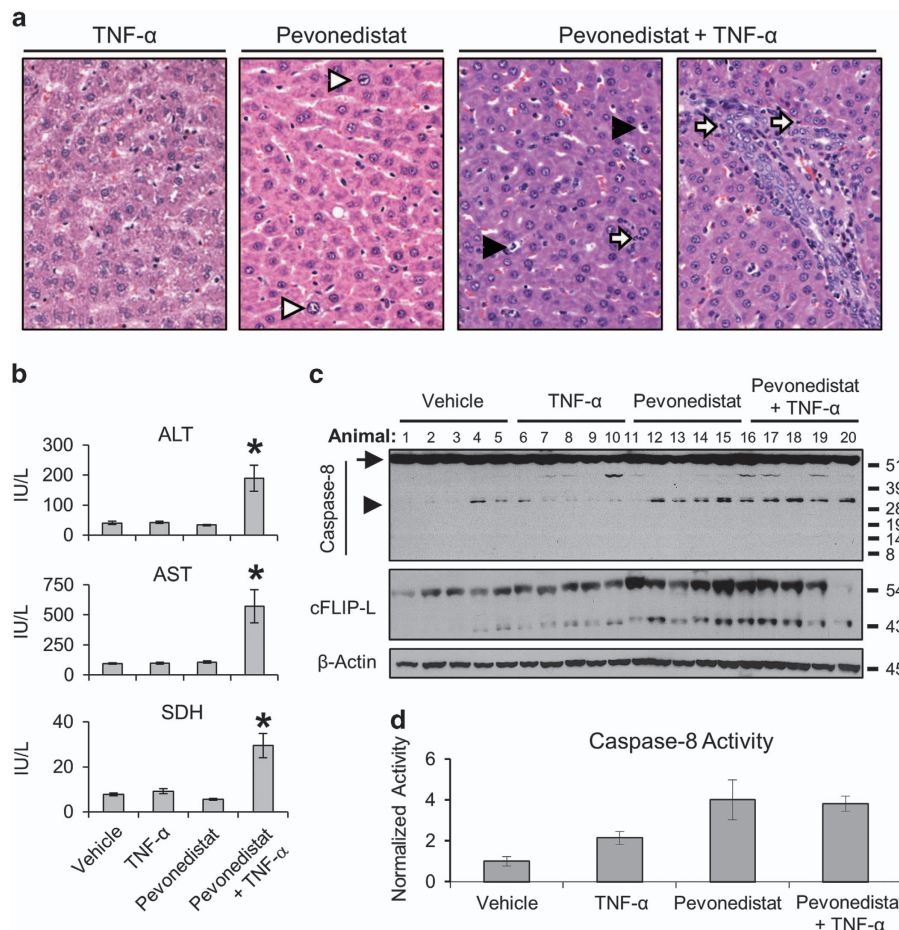 a
TNF-α
Pevonedistat
Pevonedistat + TNF-α
b
ALT
IU/L
300
200
100
0
*
AST
IU/L
750
500
250
0
*
SDH
IU/L
40
20
0
*
Vehicle
TNF-α
Pevonedistat
Pevonedistat
+ TNF-α
c
Vehicle
TNF-α
Pevonedistat
Pevonedistat
+ TNF-α
Animal: 1 2 3 4 5 6 7 8 9 10 11 12 13 14 15 16 17 18 19 20
Caspase-8
51
39
28
19
14
8
cFLIP-L
54
43
β-Actin
45
d
Caspase-8 Activity
Normalized Activity
6
4
2
0
Vehicle
TNF-α
Pevonedistat
Pevonedista
+ TNF-α